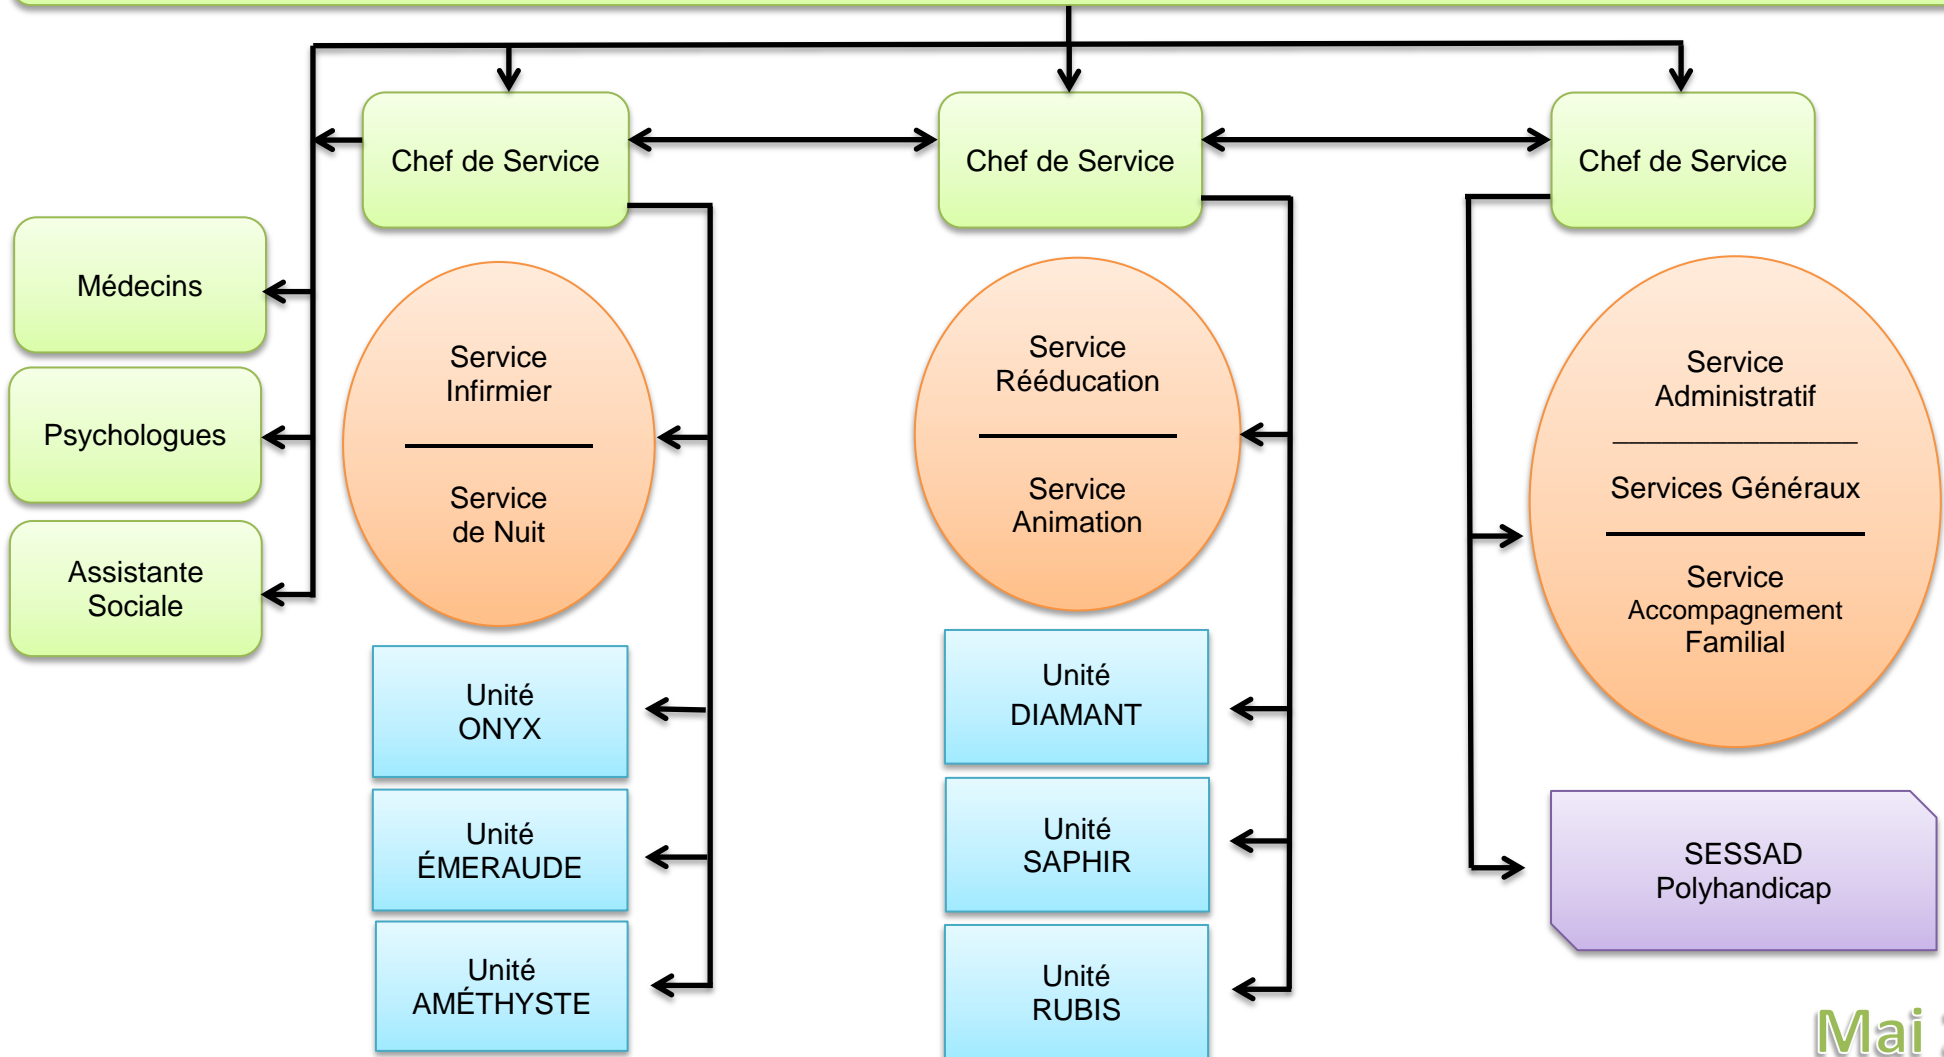 Chef de Service
Chef de Service
Chef de Service
Médecins
Psychologues
Assistante
Sociale
Service
Infirmier
Service
de Nuit
Service
Rééducation
Service
Animation
Service
Administratif
Services Généraux
Service
Accompagnement
Familial
Unité
ONYX
Unité
ÉMERAUDE
Unité
AMÉTHYSTE
Unité
DIAMANT
Unité
SAPHIR
Unité
RUBIS
SESSAD
Polyhandicap
Mai